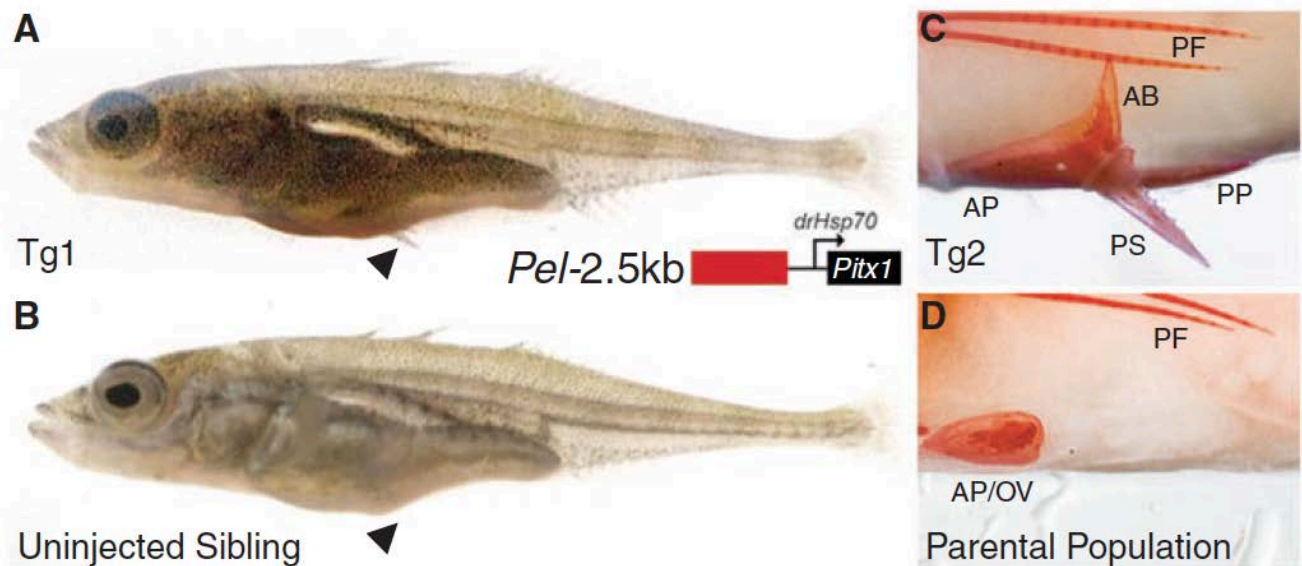 A
Tg1
Pel-2.5kb
drHsp70
Pitx1
B
Uninjected Sibling
C
PF
AB
AP
PP
PS
Tg2
D
PF
AP/OV
Parental Population